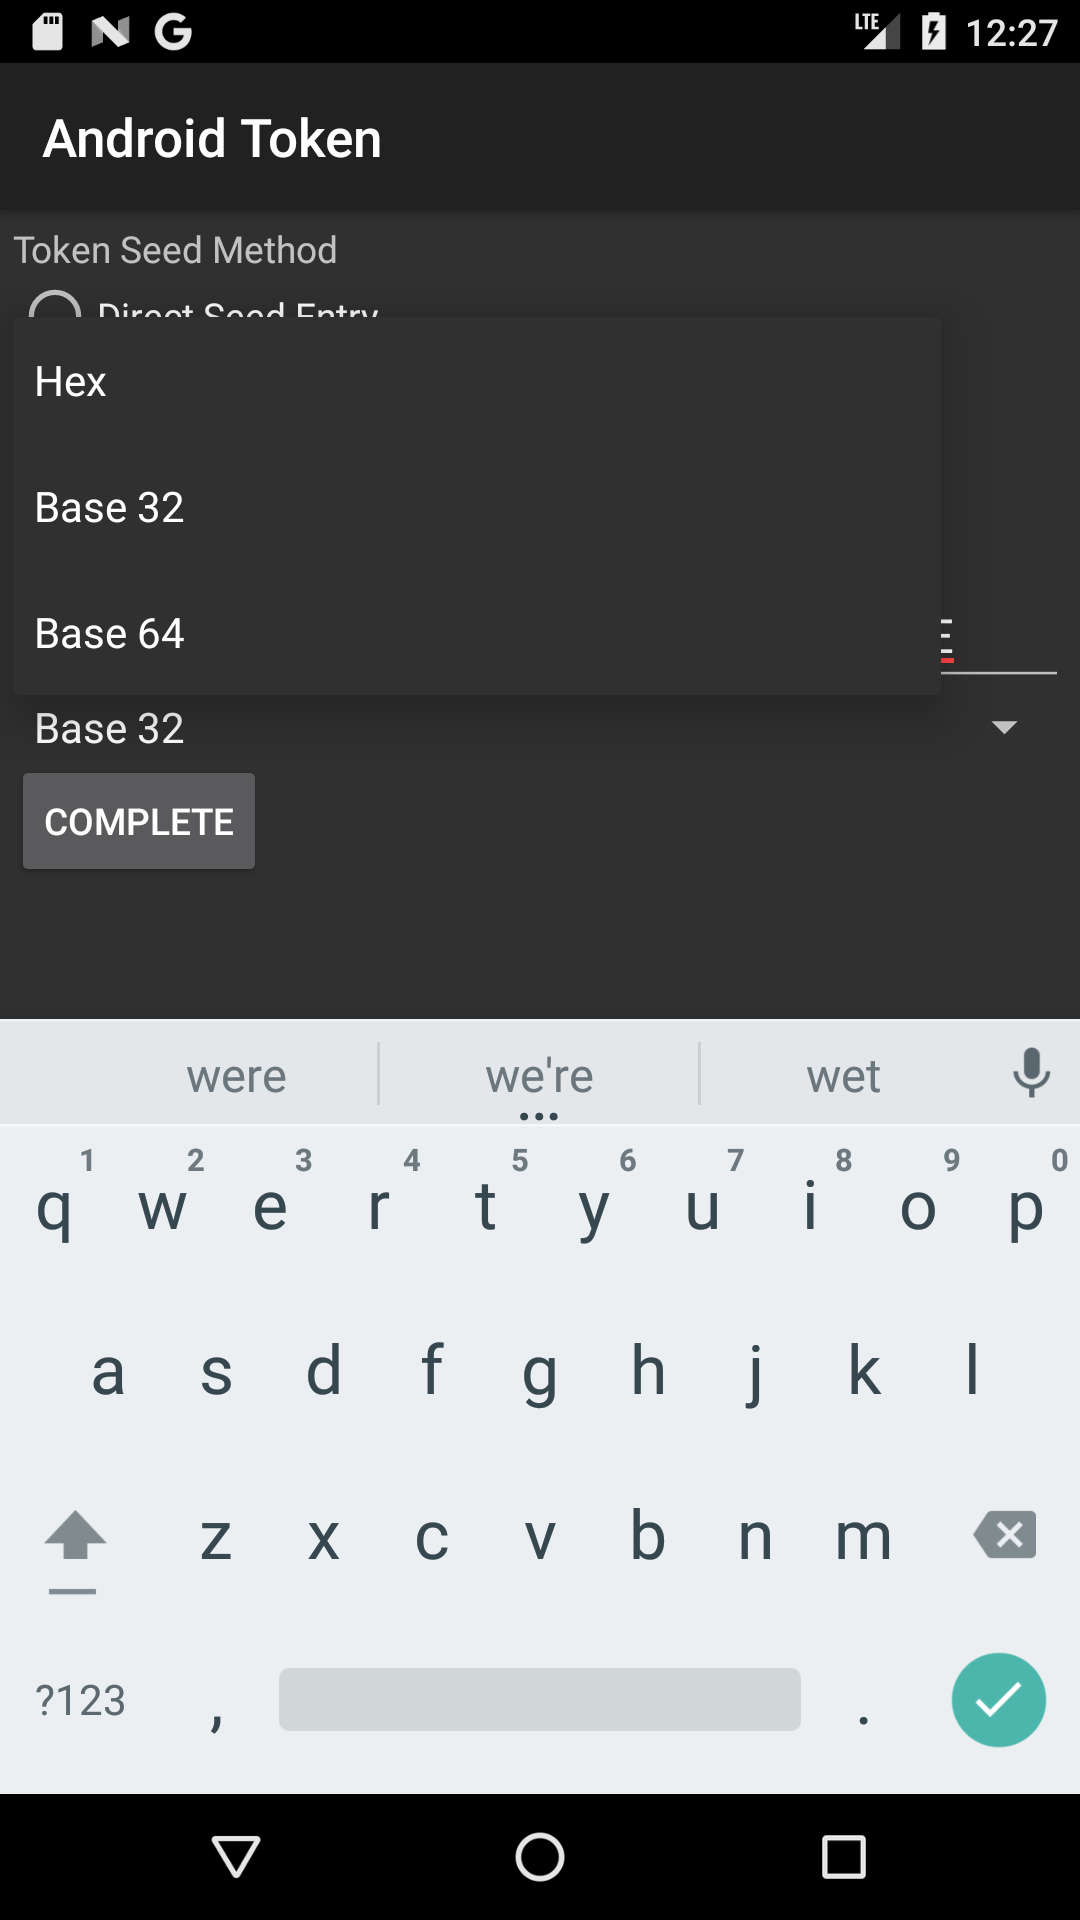 LTE 12:27
Android Token
Token Seed Method
Direct Seed Entry
Hex
Base 32
Base 64
E
Base 32
COMPLETE
were we're wet
1 2 3 4 5 6 7 8 9 0
q w e r t y u i o p
a s d f g h j k l
z x c v b n m
?123 , .